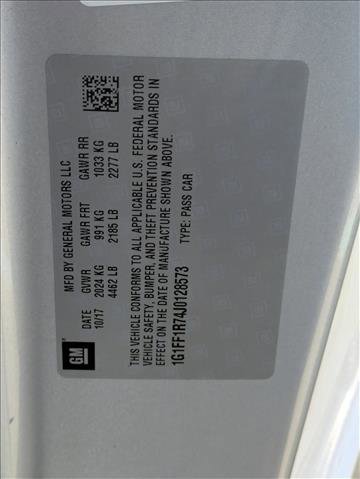 GM
MFD BY GENERAL MOTORS LLC
DATE GVWR GAWR FRT GAWR RR
10/17 2024 KG 991 KG 1033 KG
4462 LB 2185 LB 2277 LB
THIS VEHICLE CONFORMS TO ALL APPLICABLE U.S. FEDERAL MOTOR
VEHICLE SAFETY, BUMPER, AND THEFT PREVENTION STANDARDS IN
EFFECT ON THE DATE OF MANUFACTURE SHOWN ABOVE.
1G1FF1R74J0128573 TYPE: PASS CAR